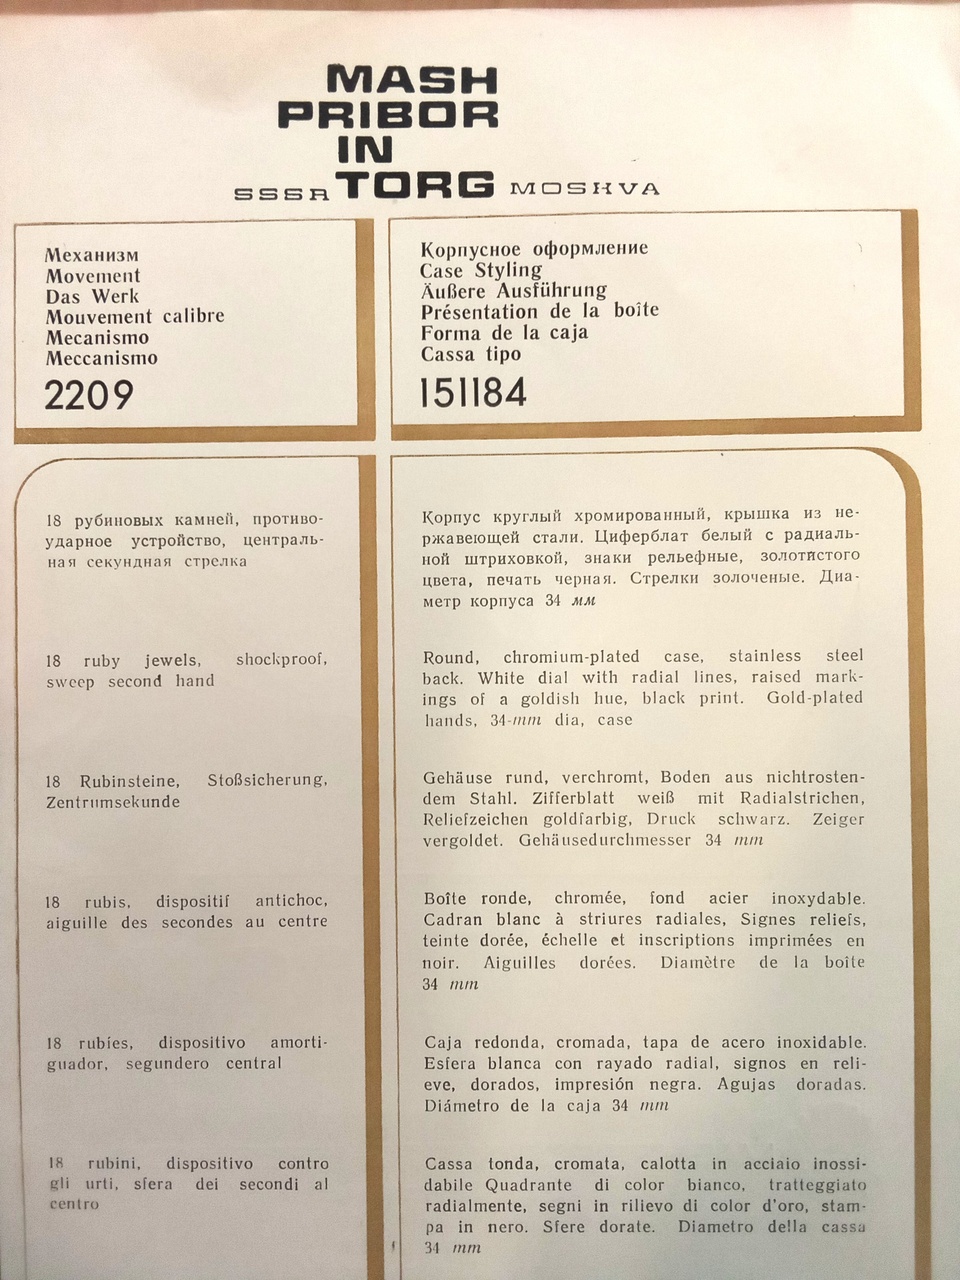 MASH
PRIBOR
IN
SSSR TORG MOSKVA
Механизм
Movement
Das Werk
Mouvement calibre
Mecanismo
Meccanismo
2209
Корпусное оформление
Case Styling
Äußere Ausführung
Présentation de la boîte
Forma de la caja
Cassa tipo
151184
18 рубиновых камней, противо-
ударное устройство, централь-
ная секундная стрелка
18 ruby jewels, shockproof,
sweep second hand
18 Rubinsteine, Stoßsicherung,
Zentrumsekunde
18 rubis, dispositif antichoc,
aiguille des secondes au centre
18 rubíes, dispositivo amorti-
guador, segundero central
18 rubini, dispositivo contro
gli urti, sfera dei secondi al
centro
Корпус круглый хромированный, крышка из не-
ржавеющей стали. Циферблат белый с радиаль-
ной штриховкой, знаки рельефные, золотистого
цвета, печать черная. Стрелки золоченые. Диа-
метр корпуса 34 мм
Round, chromium-plated case, stainless steel
back. White dial with radial lines, raised mark-
ings of a goldish hue, black print. Gold-plated
hands, 34-mm dia, case
Gehäuse rund, verchromt, Boden aus nichtrosten-
dem Stahl. Zifferblatt weiß mit Radialstrichen,
Reliefzeichen goldfarbig, Druck schwarz. Zeiger
vergoldet. Gehäusedurchmesser 34 mm
Boîte ronde, chromée, fond acier inoxydable.
Cadran blanc à striures radiales, Signes reliefs,
teinte dorée, échelle et inscriptions imprimées en
noir. Aiguilles dorées. Diamètre de la boîte
34 mm
Caja redonda, cromada, tapa de acero inoxidable.
Esfera blanca con rayado radial, signos en reli-
eve, dorados, impresión negra. Agujas doradas.
Diámetro de la caja 34 mm
Cassa tonda, cromata, calotta in acciaio inossi-
dabile Quadrante di color bianco, tratteggiato
radialmente, segni in rilievo di color d'oro, stam-
pa in nero. Sfere dorate. Diametro della cassa
34 mm